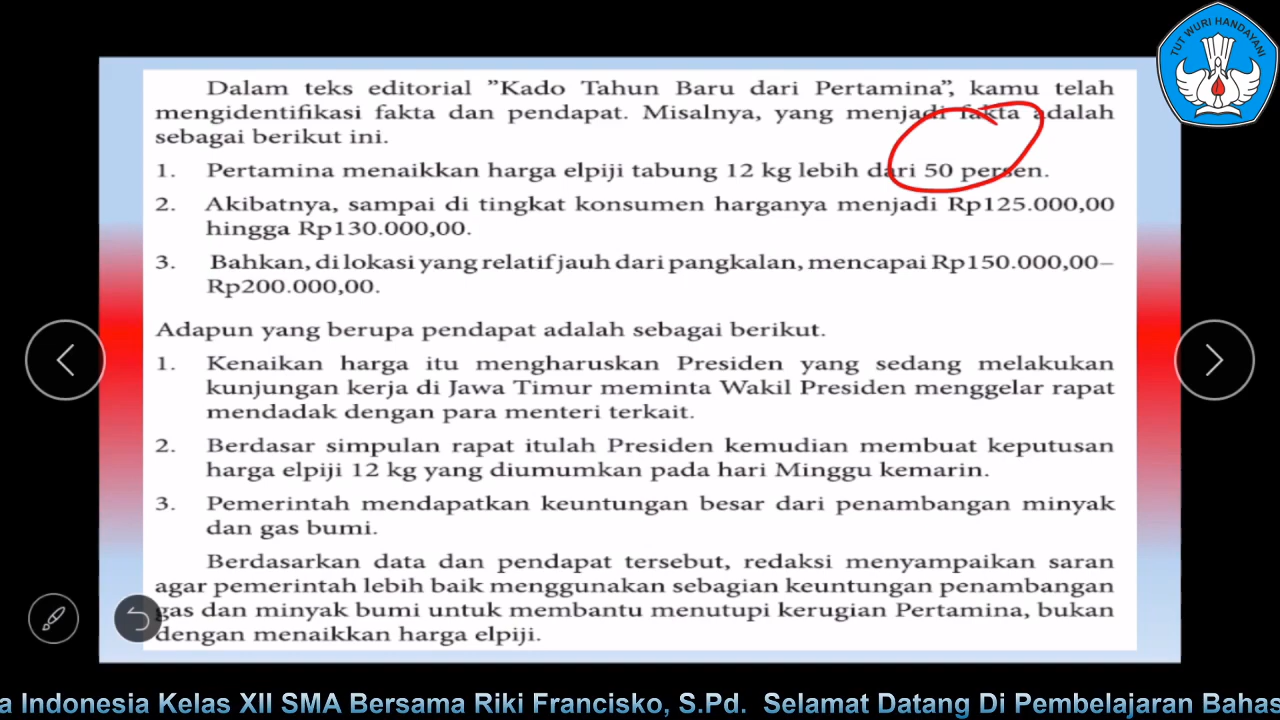 TUT WURI HANDAYANI
Dalam teks editorial ”Kado Tahun Baru dari Pertamina”, kamu telah
mengidentifikasi fakta dan pendapat. Misalnya, yang menjadi fakta adalah
sebagai berikut ini.
1. Pertamina menaikkan harga elpiji tabung 12 kg lebih dari 50 persen.
2. Akibatnya, sampai di tingkat konsumen harganya menjadi Rp125.000,00
hingga Rp130.000,00.
3. Bahkan, di lokasi yang relatif jauh dari pangkalan, mencapai Rp150.000,00–
Rp200.000,00.
Adapun yang berupa pendapat adalah sebagai berikut.
1. Kenaikan harga itu mengharuskan Presiden yang sedang melakukan
kunjungan kerja di Jawa Timur meminta Wakil Presiden menggelar rapat
mendadak dengan para menteri terkait.
2. Berdasar simpulan rapat itulah Presiden kemudian membuat keputusan
harga elpiji 12 kg yang diumumkan pada hari Minggu kemarin.
3. Pemerintah mendapatkan keuntungan besar dari penambangan minyak
dan gas bumi.
Berdasarkan data dan pendapat tersebut, redaksi menyampaikan saran
agar pemerintah lebih baik menggunakan sebagian keuntungan penambangan
gas dan minyak bumi untuk membantu menutupi kerugian Pertamina, bukan
dengan menaikkan harga elpiji.
a Indonesia Kelas XII SMA Bersama Riki Francisko, S.Pd. Selamat Datang Di Pembelajaran Bahas